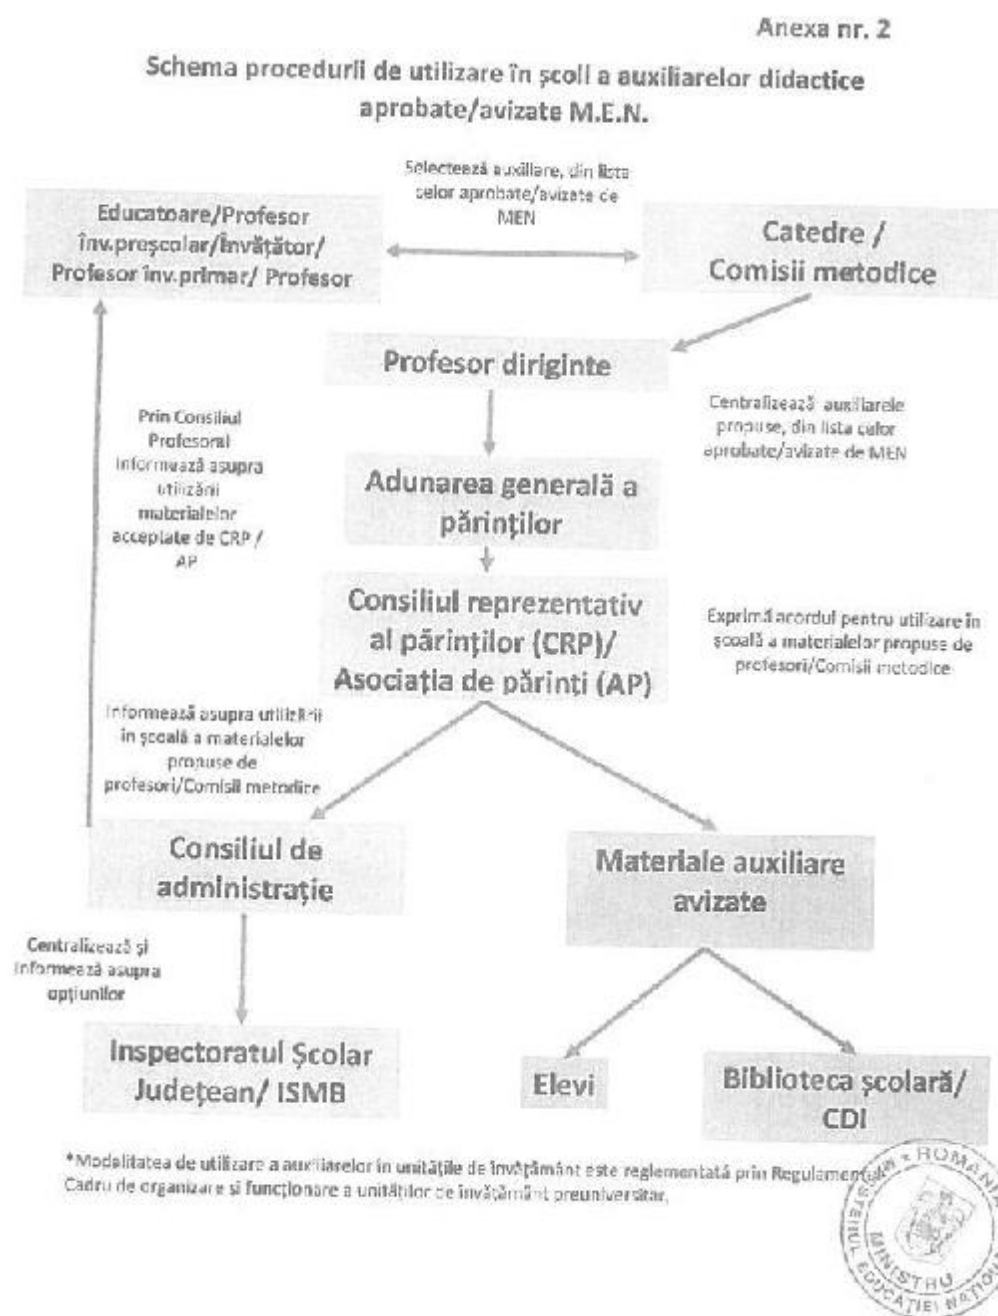 Anexa nr. 2
Schema procedurii de utilizare în școli a auxiliarelor didactice
aprobate/avizate M.E.N.
Selectează auxiliare, din lista
celor aprobate/avizate de
MEN
Educatoare/Profesor
înv.preșcolar/Învățător/
Profesor înv.primar/ Profesor
Catedre /
Comisii metodice
Profesor diriginte
Centralizează auxiliarele
propuse, din lista celor
aprobate/avizate de MEN
Prin Consiliul
Profesoral
Informează asupra
utilizării
materialelor
acceptate de CRP /
AP
Adunarea generală a
părinților
Consiliul reprezentativ
al părinților (CRP)/
Asociația de părinți (AP)
Exprimă acordul pentru utilizare în
școală a materialelor propuse de
profesori/Comisii metodice
Informează asupra utilizării
în școală a materialelor
propuse de
profesori/Comisii metodice
Consiliul de
administrație
Materiale auxiliare
avizate
Centralizează și
informează asupra
opțiunilor
Inspectoratul Școlar
Județean/ ISMB
Elevi
Biblioteca școlară/
CDI
*Modalitatea de utilizare a auxiliarelor în unitățile de învățământ este reglementată prin Regulamentul
Cadru de organizare si funcționare a unităților de învățământ preuniversitar.
ROMANIA
MINISTERUL EDUCAȚIEI NAȚIONALE
MINISTRU